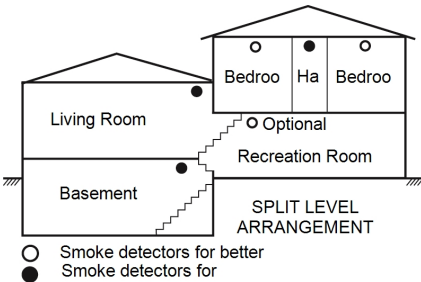 Bedroo Ha Bedroo
Living Room
Optional
Recreation Room
Basement
SPLIT LEVEL
ARRANGEMENT
Smoke detectors for better
Smoke detectors for